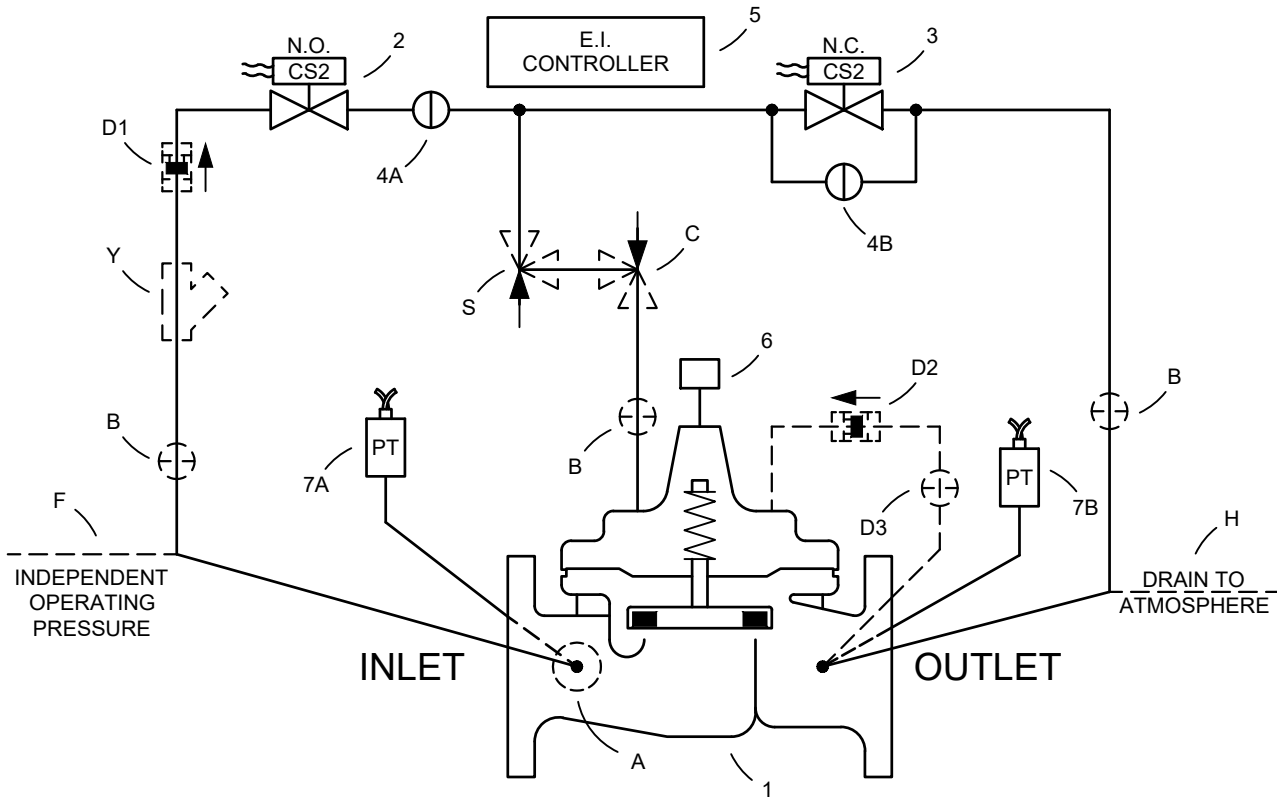 N.O.
CS2
2
E.I.
CONTROLLER
5
N.C.
CS2
3
D1
4A
4B
Y
S
C
6
D2
B
PT
7A
B
B
PT
7B
D3
F
INDEPENDENT
OPERATING
PRESSURE
H
DRAIN TO
ATMOSPHERE
INLET
OUTLET
A
1